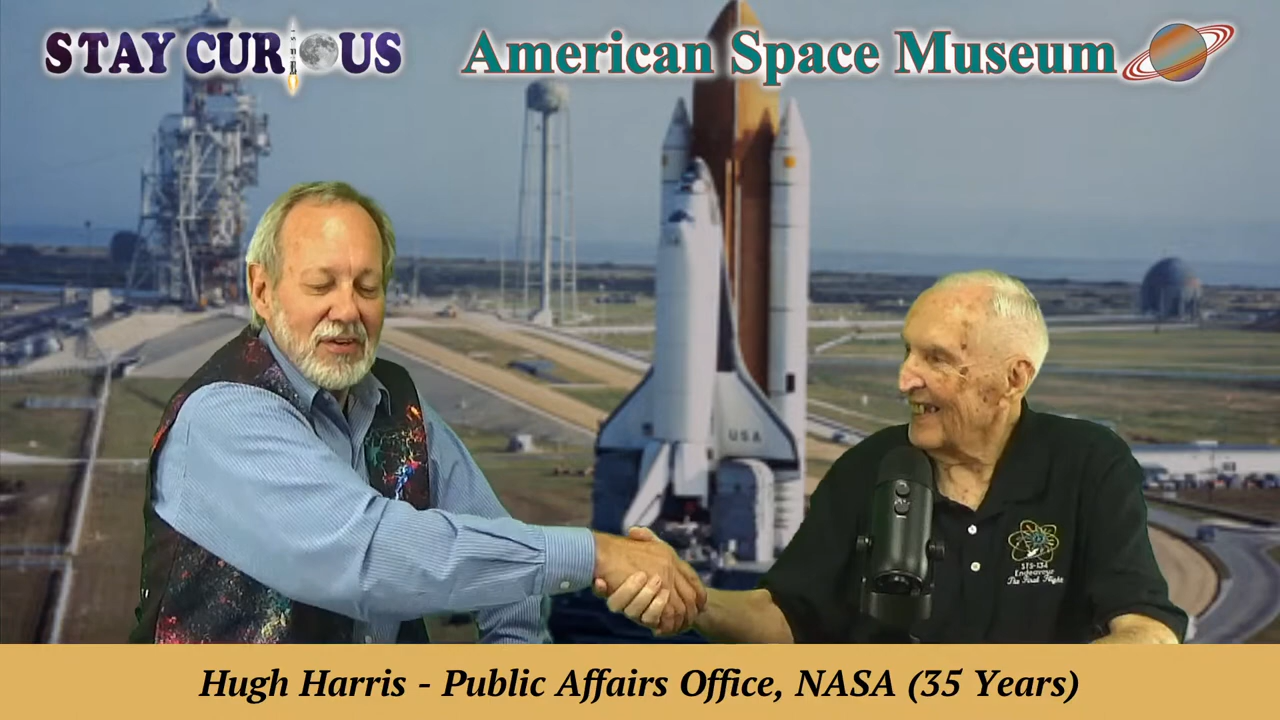 STAY CURIOUS
American Space Museum
USA
STS-134
Endeavour
The Final Flight
Hugh Harris - Public Affairs Office, NASA (35 Years)